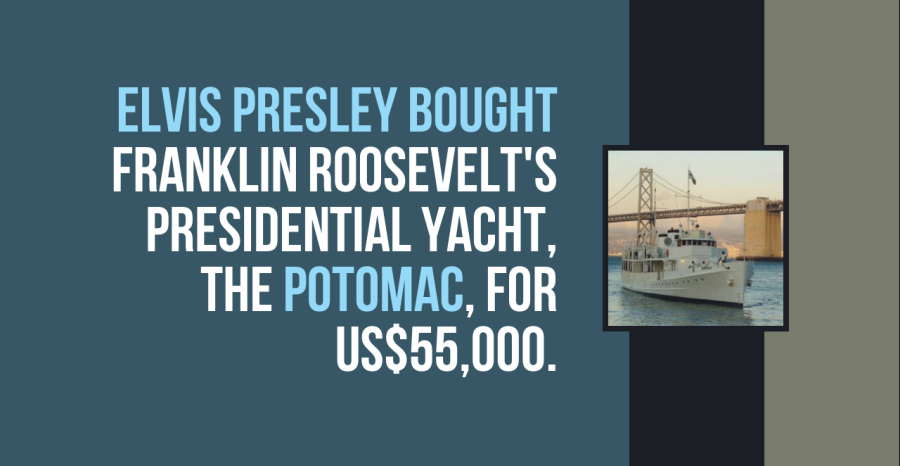 ELVIS PRESLEY BOUGHT
FRANKLIN ROOSEVELT'S
PRESIDENTIAL YACHT,
THE POTOMAC, FOR
US$55,000.